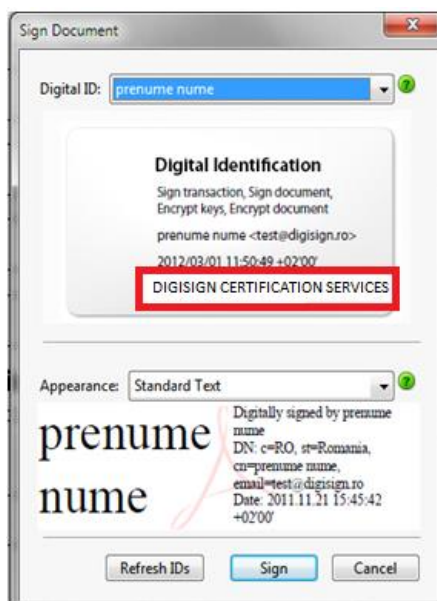 Sign Document
Digital ID: prenume nume
Digital Identification
Sign transaction, Sign document,
Encrypt keys, Encrypt document
prenume nume <test@digisign.ro>
2012/03/01 11:50:49 +02'00'
DIGISIGN CERTIFICATION SERVICES
Appearance: Standard Text
prenume
nume
Digitally signed by prenume
nume
DN: c=RO, st=Romania,
cn=prenume nume,
email=test@digisign.ro
Date: 2011.11.21 15:45:42
+02'00'
Refresh IDs Sign Cancel